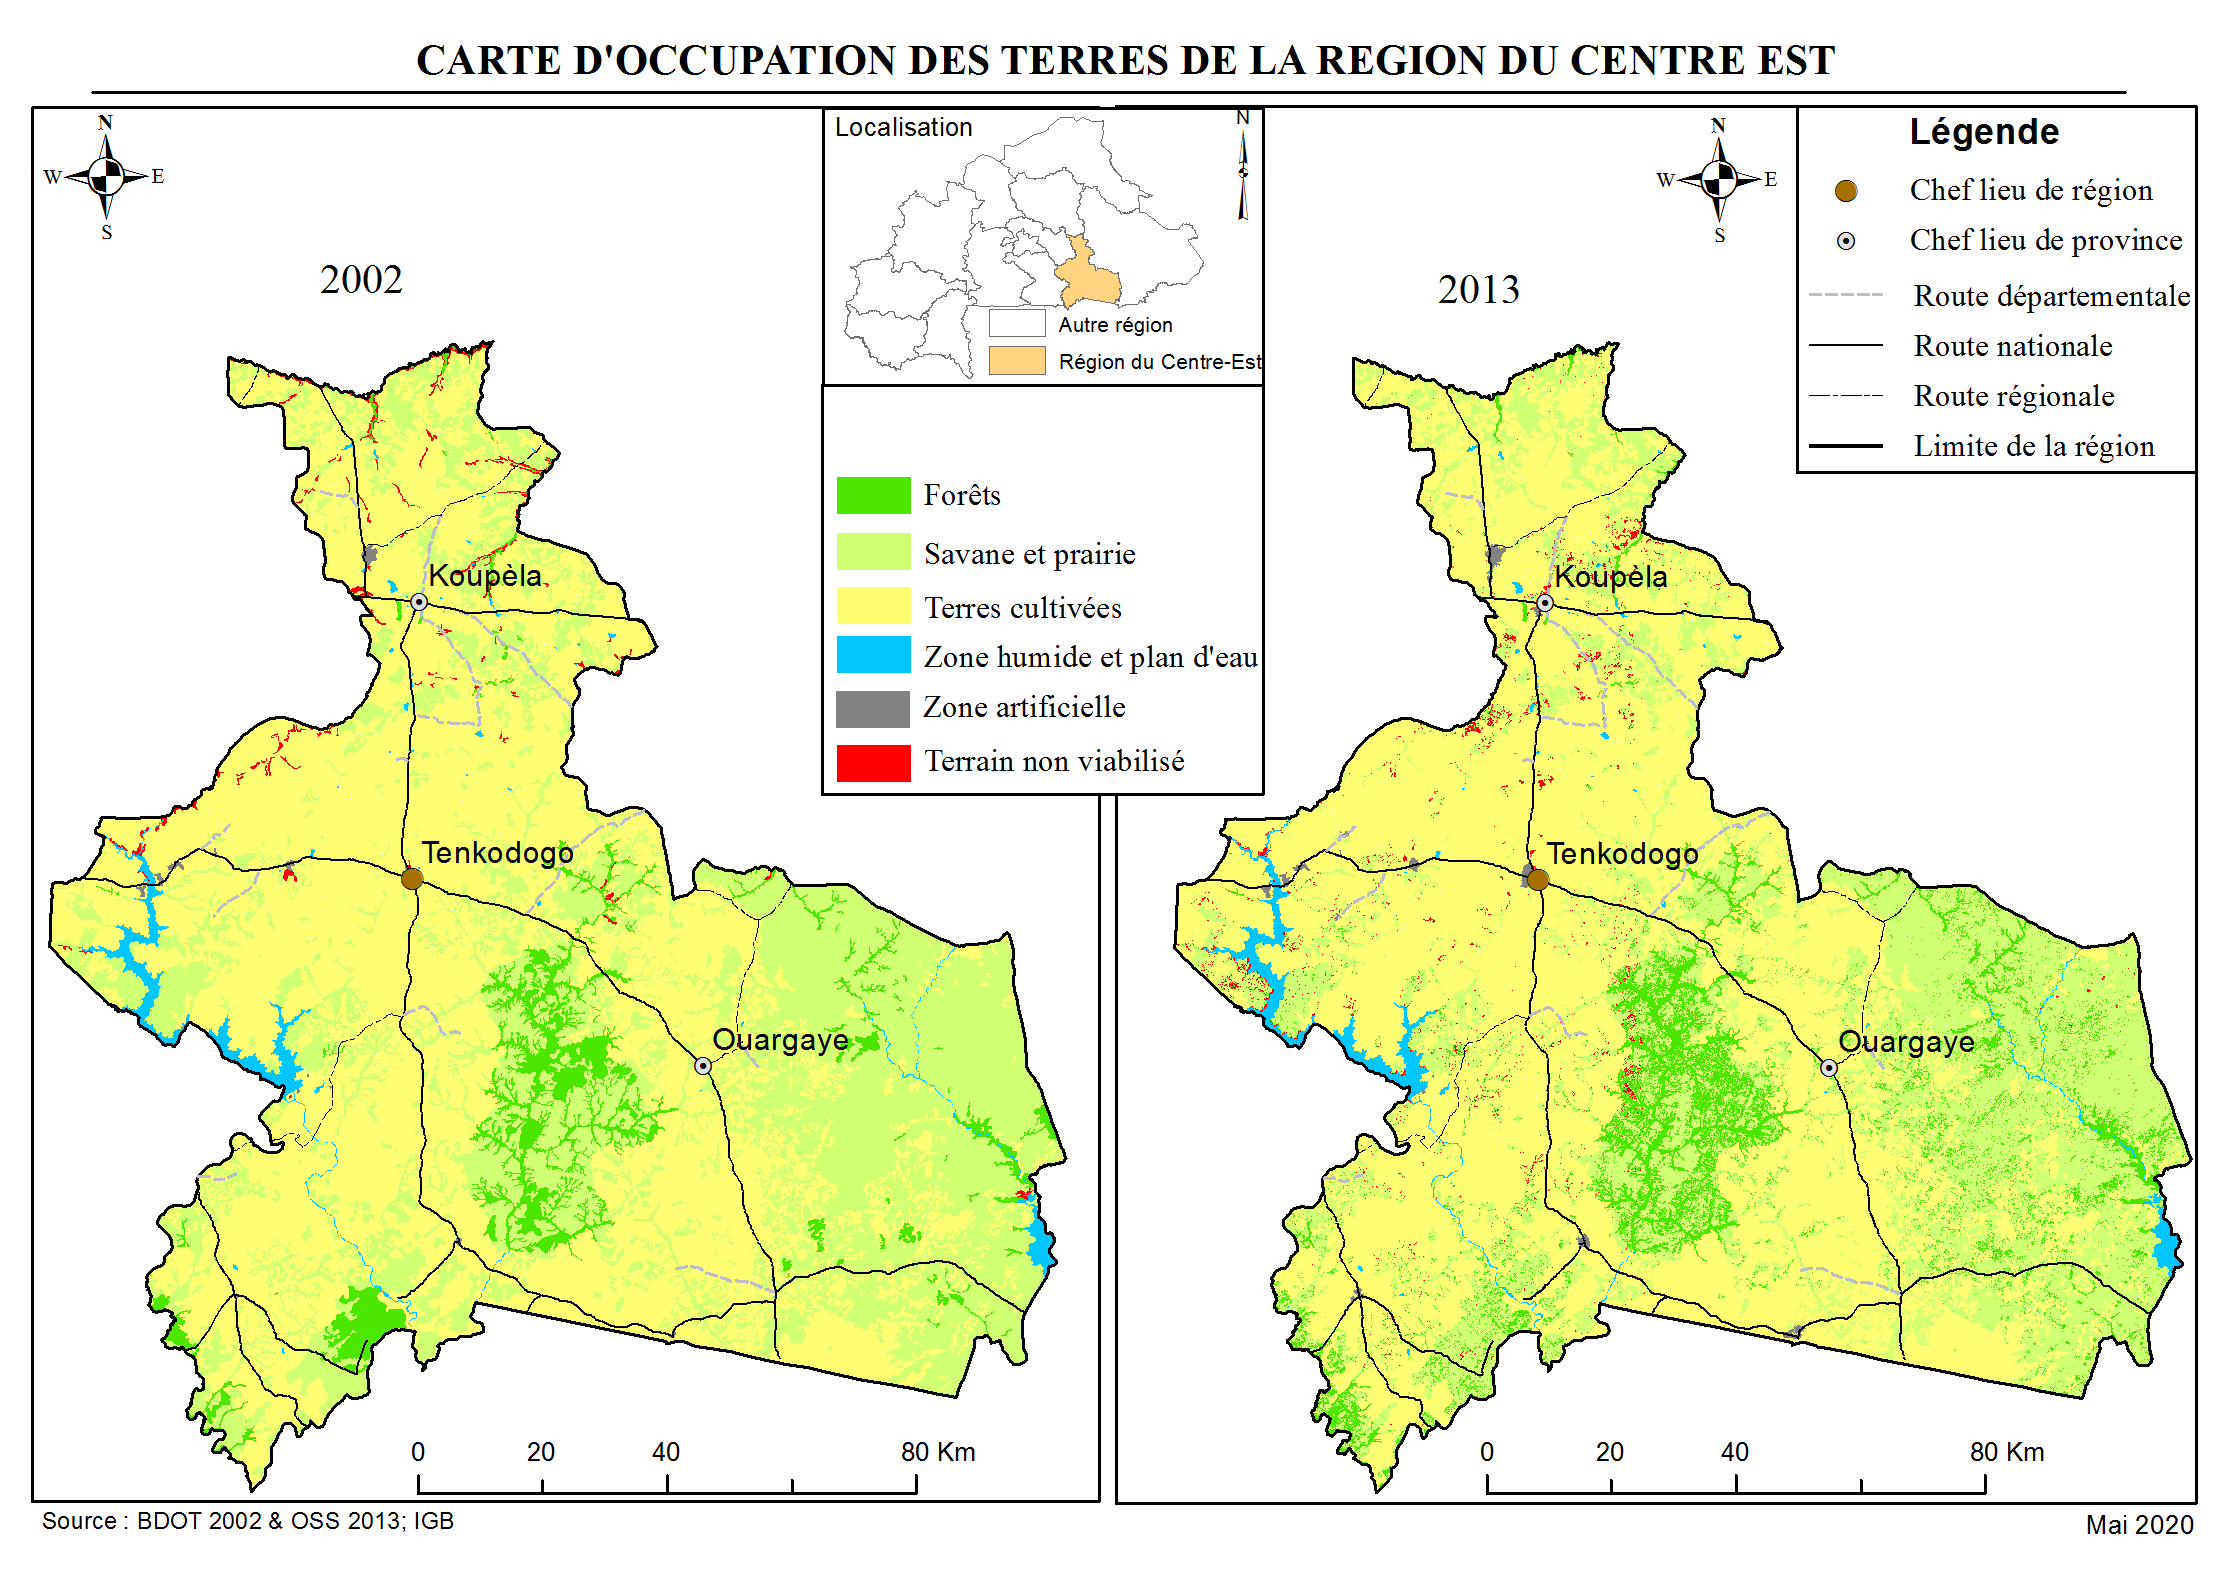 CARTE D'OCCUPATION DES TERRES DE LA REGION DU CENTRE EST
N
W
E
S
2002
Koupèla
Tenkodogo
Ouargaye
0
20
40
80 Km
Localisation
N
Autre région
Région du Centre-Est
Forêts
Savane et prairie
Terres cultivées
Zone humide et plan d'eau
Zone artificielle
Terrain non viabilisé
N
W
E
S
2013
Koupèla
Tenkodogo
Ouargaye
0
20
40
80 Km
Légende
Chef lieu de région
Chef lieu de province
Route départementale
Route nationale
Route régionale
Limite de la région
Source : BDOT 2002 & OSS 2013; IGB
Mai 2020